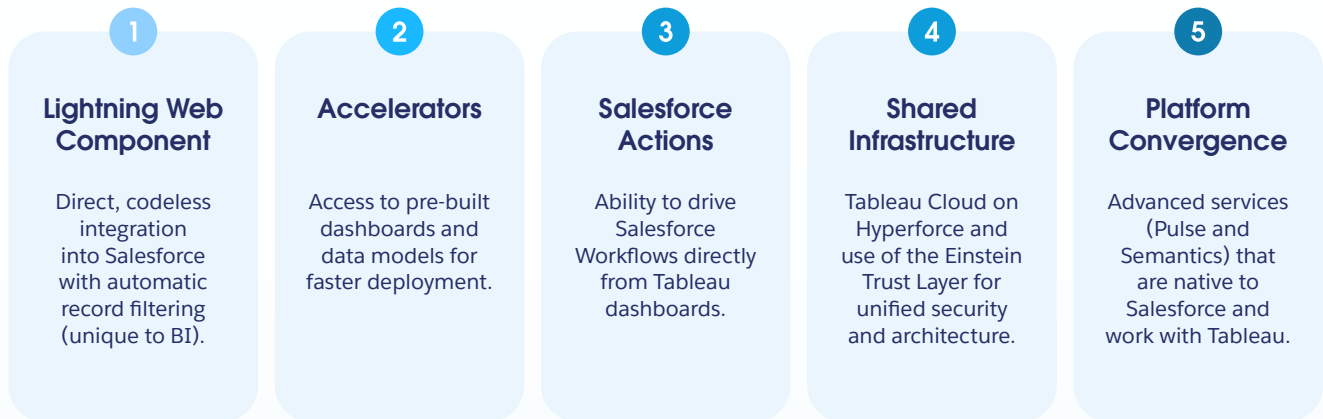 1
Lightning Web
Component
Direct, codeless
integration
into Salesforce
with automatic
record filtering
(unique to BI).
2
Accelerators
Access to pre-built
dashboards and
data models for
faster deployment.
3
Salesforce
Actions
Ability to drive
Salesforce
Workflows directly
from Tableau
dashboards.
4
Shared
Infrastructure
Tableau Cloud on
Hyperforce and
use of the Einstein
Trust Layer for
unified security
and architecture.
5
Platform
Convergence
Advanced services
(Pulse and
Semantics) that
are native to
Salesforce and
work with Tableau.